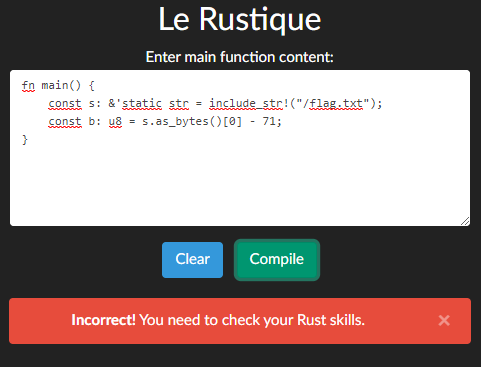 Le Rustique
Enter main function content:
fn main() {
    const s: &'static str = include_str!("/flag.txt");
    const b: u8 = s.as_bytes()[0] - 71;
}
Clear
Compile
Incorrect! You need to check your Rust skills. ×